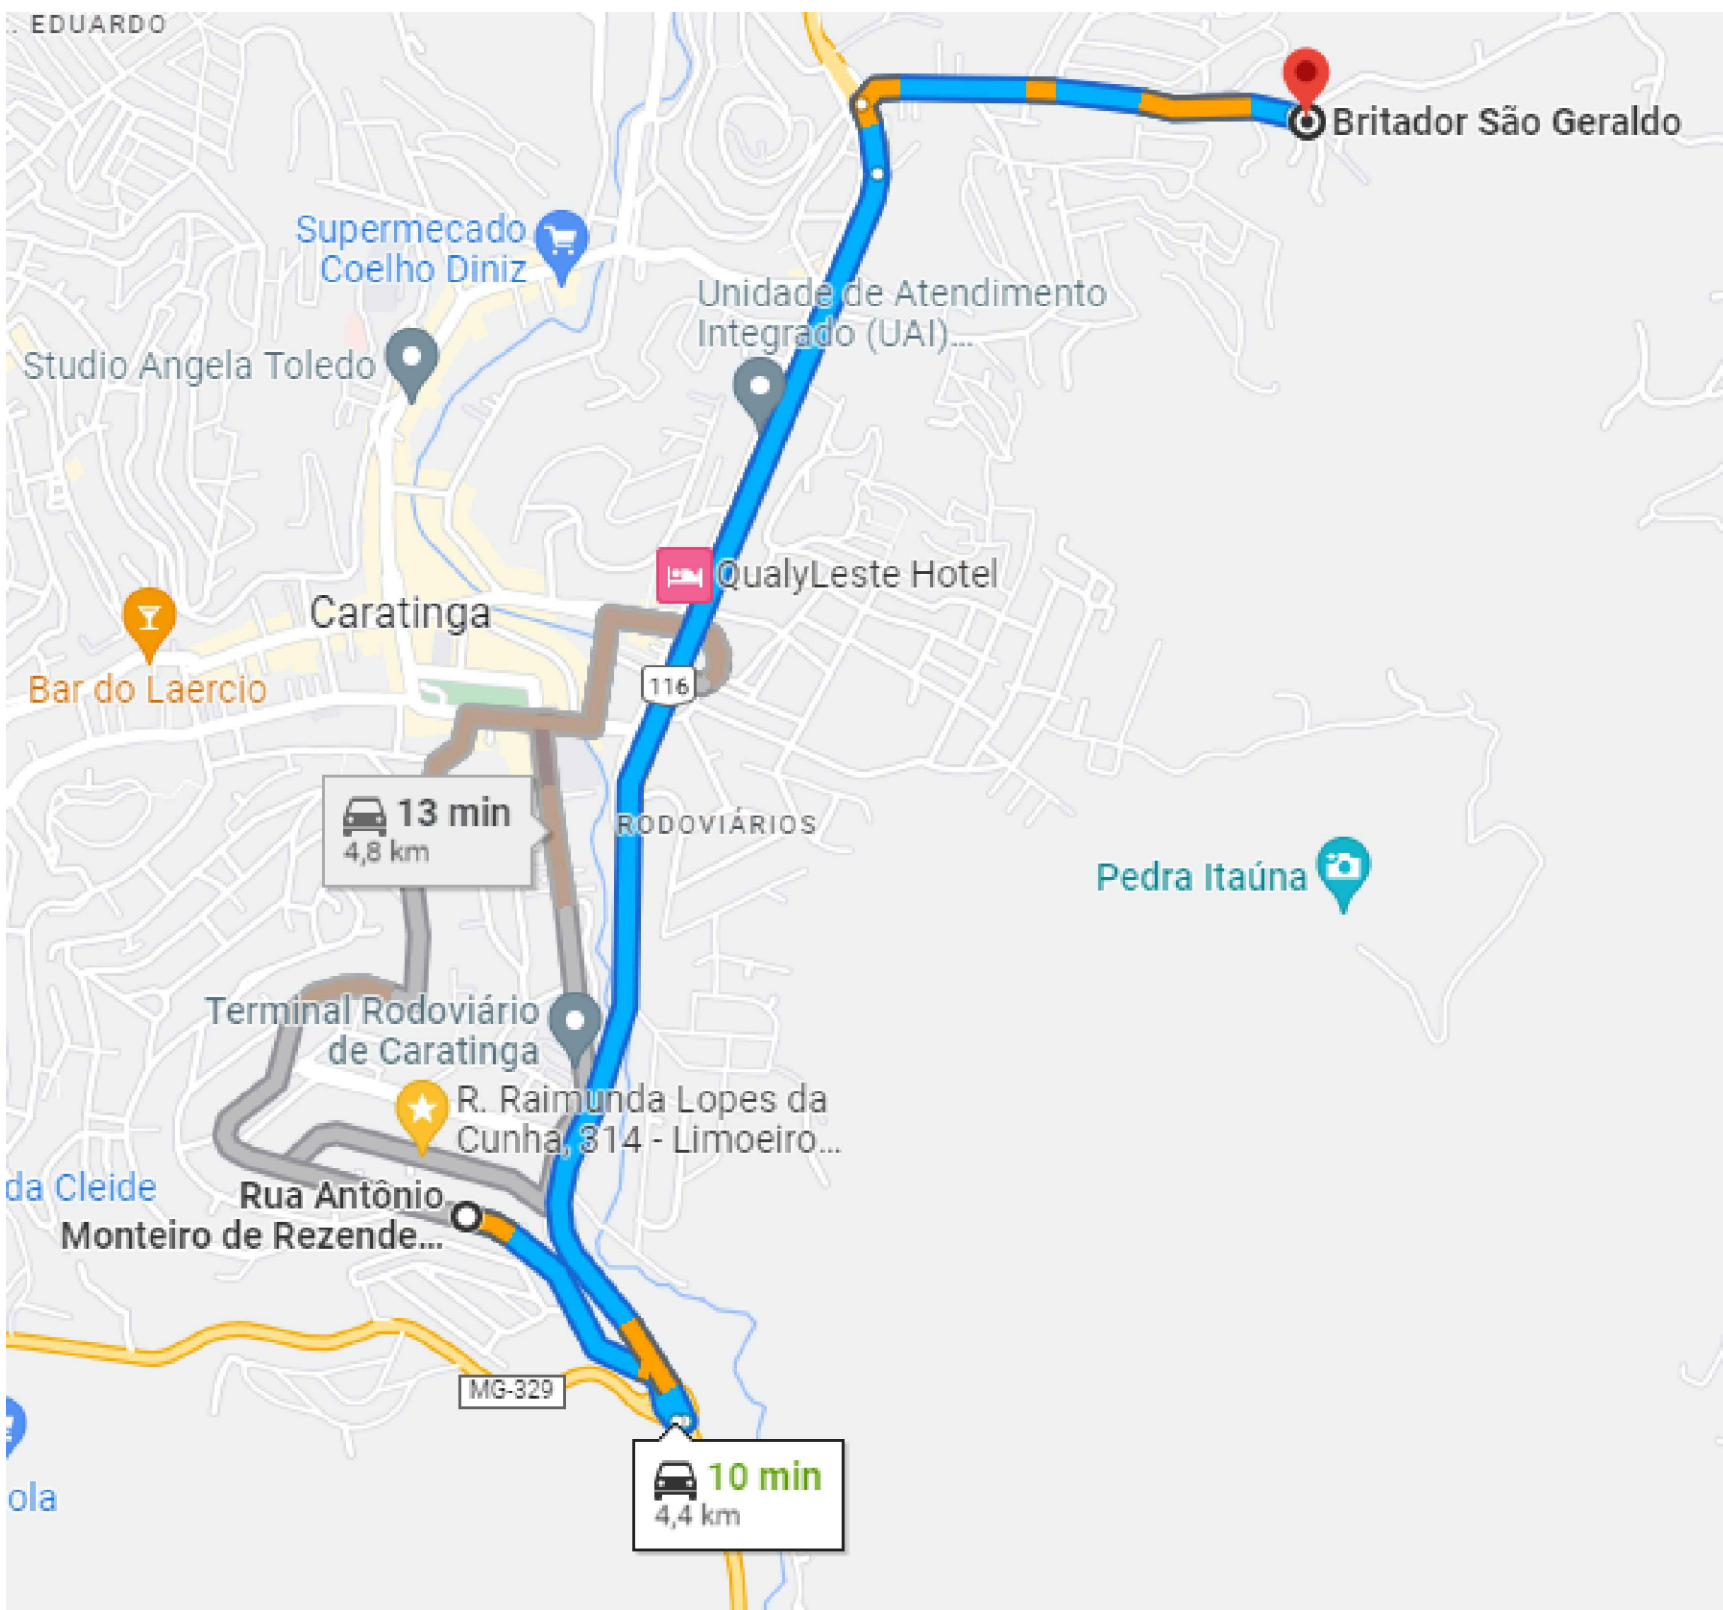 . EDUARDO
Britador São Geraldo
Supermecado
Coelho Diniz
Unidade de Atendimento
Integrado (UAI)...
Studio Angela Toledo
QualyLeste Hotel
Caratinga
Bar do Laercio
116
13 min
4,8 km
RODOVIÁRIOS
Pedra Itaúna
Terminal Rodoviário
de Caratinga
R. Raimunda Lopes da
Cunha, 314 - Limoeiro...
da Cleide
Rua Antônio
Monteiro de Rezende...
MG-329
10 min
4,4 km
ola